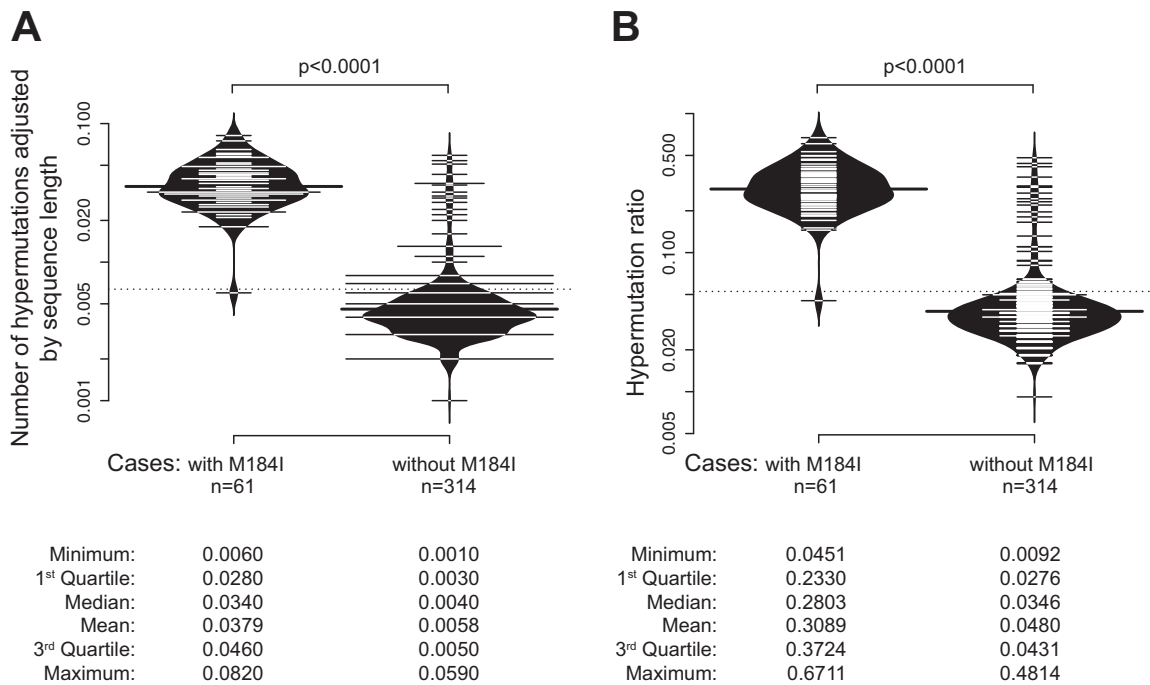 A
p<0.0001
Number of hypermutations adjusted
by sequence length
0.100
0.020
0.005
0.001
Cases: with M184I without M184I
n=61 n=314
Minimum: 0.0060 0.0010
1st Quartile: 0.0280 0.0030
Median: 0.0340 0.0040
Mean: 0.0379 0.0058
3rd Quartile: 0.0460 0.0050
Maximum: 0.0820 0.0590
B
p<0.0001
Hypermutation ratio
0.500
0.100
0.020
0.005
Cases: with M184I without M184I
n=61 n=314
Minimum: 0.0451 0.0092
1st Quartile: 0.2330 0.0276
Median: 0.2803 0.0346
Mean: 0.3089 0.0480
3rd Quartile: 0.3724 0.0431
Maximum: 0.6711 0.4814